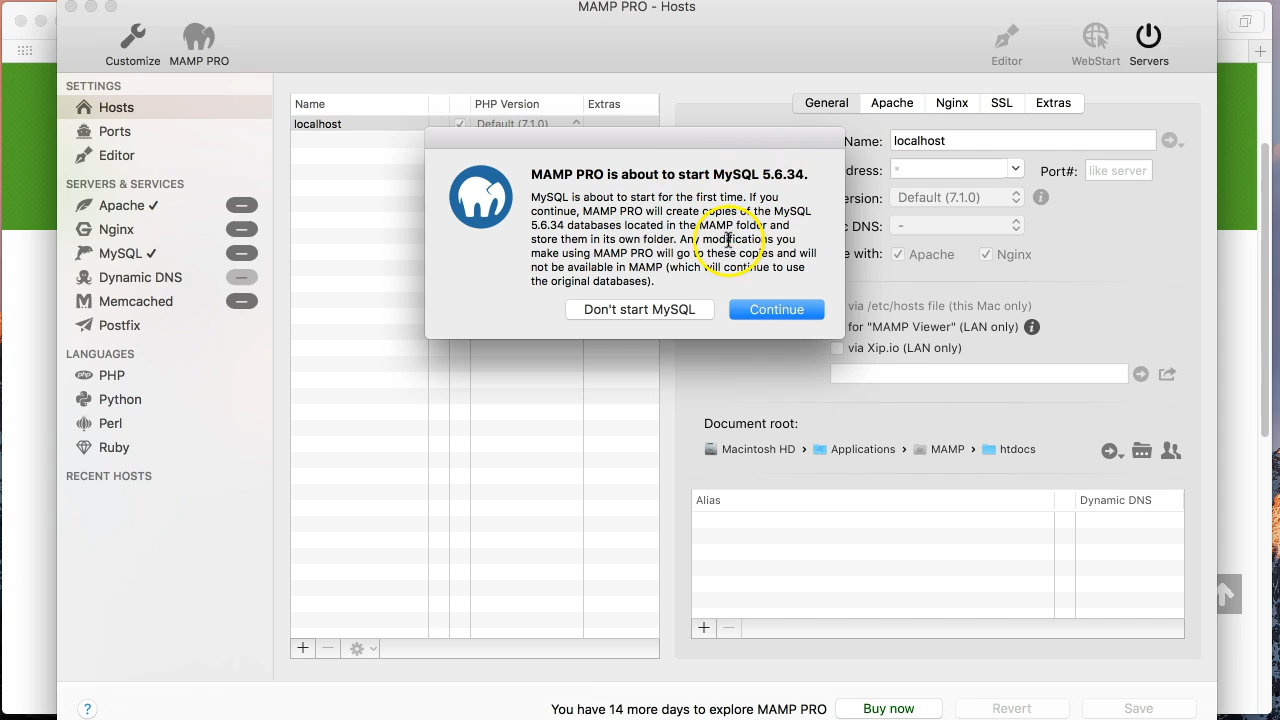 MAMP PRO - Hosts
Customize
MAMP PRO
Editor
WebStart
Servers
SETTINGS
Hosts
Ports
Editor
SERVERS & SERVICES
Apache ✓
Nginx
MySQL ✓
Dynamic DNS
Memcached
Postfix
LANGUAGES
php PHP
Python
Perl
Ruby
RECENT HOSTS
Name PHP Version Extras
localhost Default (7.1.0)
General Apache Nginx SSL Extras
Name: localhost
dress: * Port#: like server
ersion: Default (7.1.0)
c DNS: -
e with: Apache Nginx
via /etc/hosts file (this Mac only)
for "MAMP Viewer" (LAN only)
via Xip.io (LAN only)
MAMP PRO is about to start MySQL 5.6.34.
MySQL is about to start for the first time. If you
continue, MAMP PRO will create copies of the MySQL
5.6.34 databases located in the MAMP folder and
store them in its own folder. Any modifications you
make using MAMP PRO will go to these copies and will
not be available in MAMP (which will continue to use
the original databases).
Don't start MySQL
Continue
Document root:
Macintosh HD › Applications › MAMP › htdocs
Alias Dynamic DNS
You have 14 more days to explore MAMP PRO
Buy now
Revert
Save